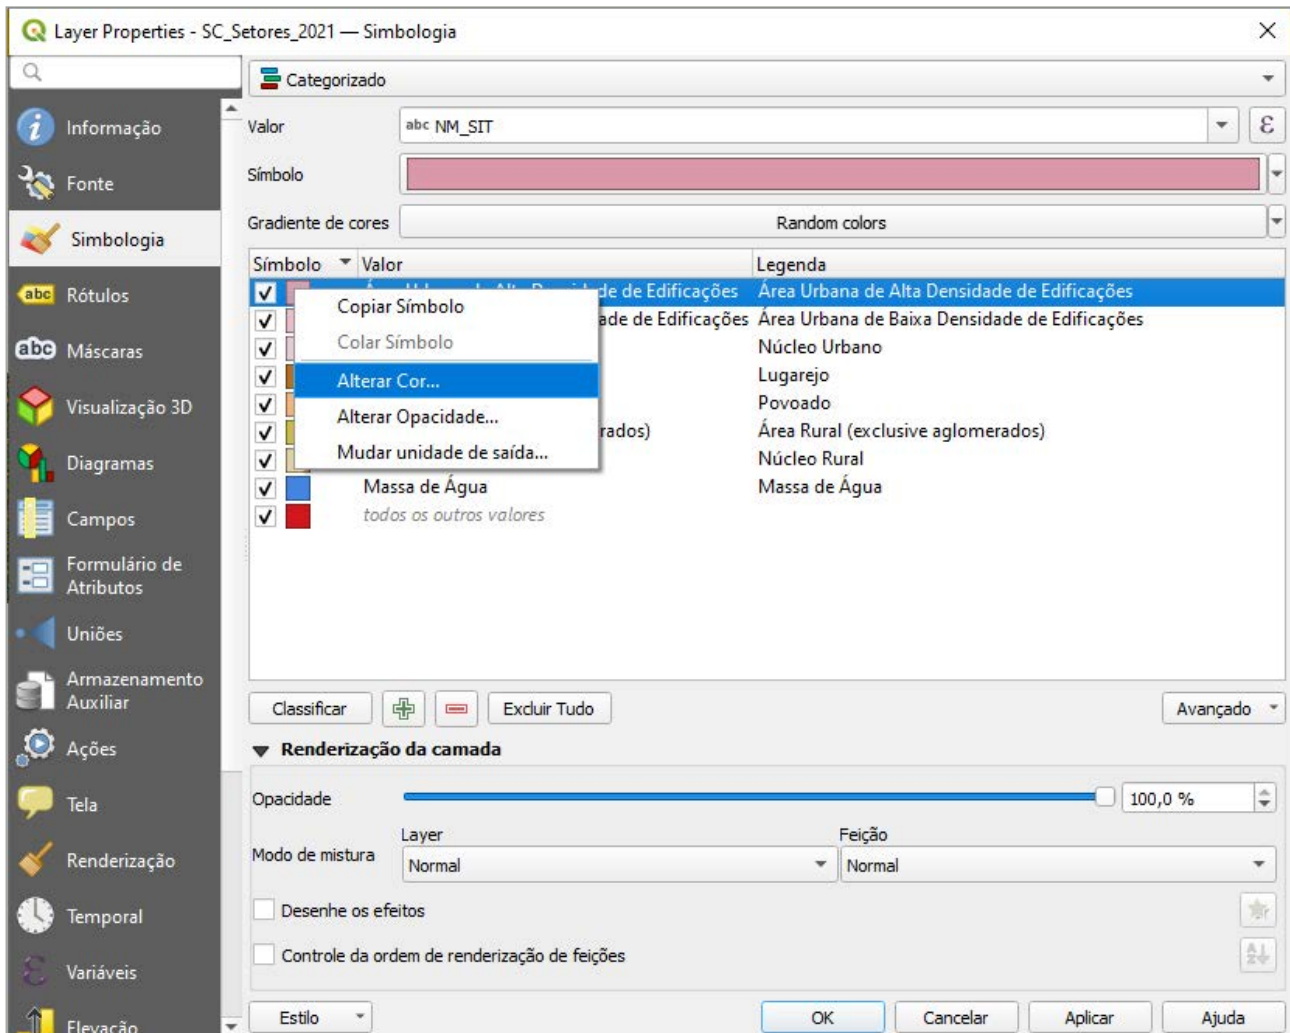 Layer Properties - SC_Setores_2021 — Simbologia
Categorizado
Informação
Fonte
Simbologia
abc Rótulos
abc Máscaras
Visualização 3D
Diagramas
Campos
Formulário de
Atributos
Uniões
Armazenamento
Auxiliar
Ações
Tela
Renderização
Temporal
Variáveis
Elevação
Valor abc NM_SIT ε
Símbolo
Gradiente de cores Random colors
Símbolo Valor Legenda
de de Edificações Área Urbana de Alta Densidade de Edificações
ade de Edificações Área Urbana de Baixa Densidade de Edificações
Núcleo Urbano
Lugarejo
Povoado
rados) Área Rural (exclusive aglomerados)
Núcleo Rural
Massa de Água Massa de Água
todos os outros valores
Copiar Símbolo
Colar Símbolo
Alterar Cor...
Alterar Opacidade...
Mudar unidade de saída...
Classificar Excluir Tudo Avançado
Renderização da camada
Opacidade 100,0 %
Layer Feição
Modo de mistura Normal Normal
Desenhe os efeitos
Controle da ordem de renderização de feições
Estilo OK Cancelar Aplicar Ajuda